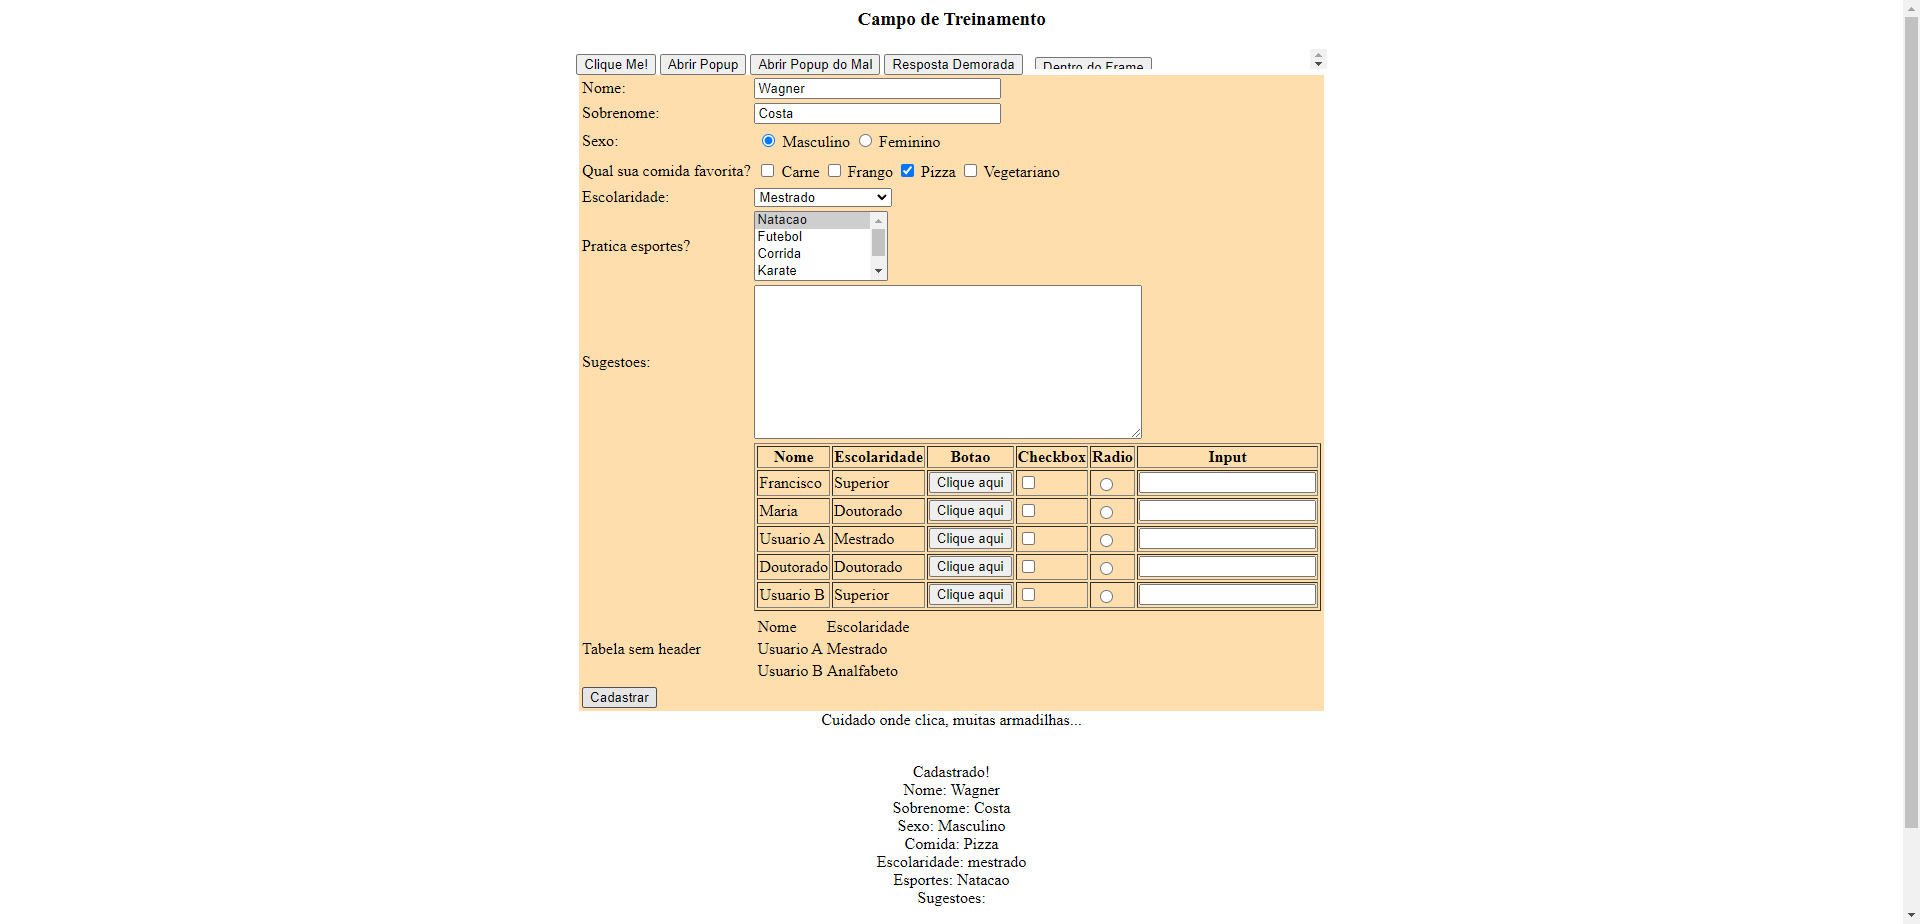 Campo de Treinamento
Clique Me! Abrir Popup Abrir Popup do Mal Resposta Demorada Dentro do Frame
Nome: Wagner
Sobrenome: Costa
Sexo: Masculino Feminino
Qual sua comida favorita? Carne Frango Pizza Vegetariano
Escolaridade: Mestrado
Pratica esportes?
Natacao
Futebol
Corrida
Karate
Sugestoes:
Nome Escolaridade Botao Checkbox Radio Input
Francisco Superior Clique aqui
Maria Doutorado Clique aqui
Usuario A Mestrado Clique aqui
Doutorado Doutorado Clique aqui
Usuario B Superior Clique aqui
Tabela sem header
Nome Escolaridade
Usuario A Mestrado
Usuario B Analfabeto
Cadastrar
Cuidado onde clica, muitas armadilhas...
Cadastrado!
Nome: Wagner
Sobrenome: Costa
Sexo: Masculino
Comida: Pizza
Escolaridade: mestrado
Esportes: Natacao
Sugestoes: